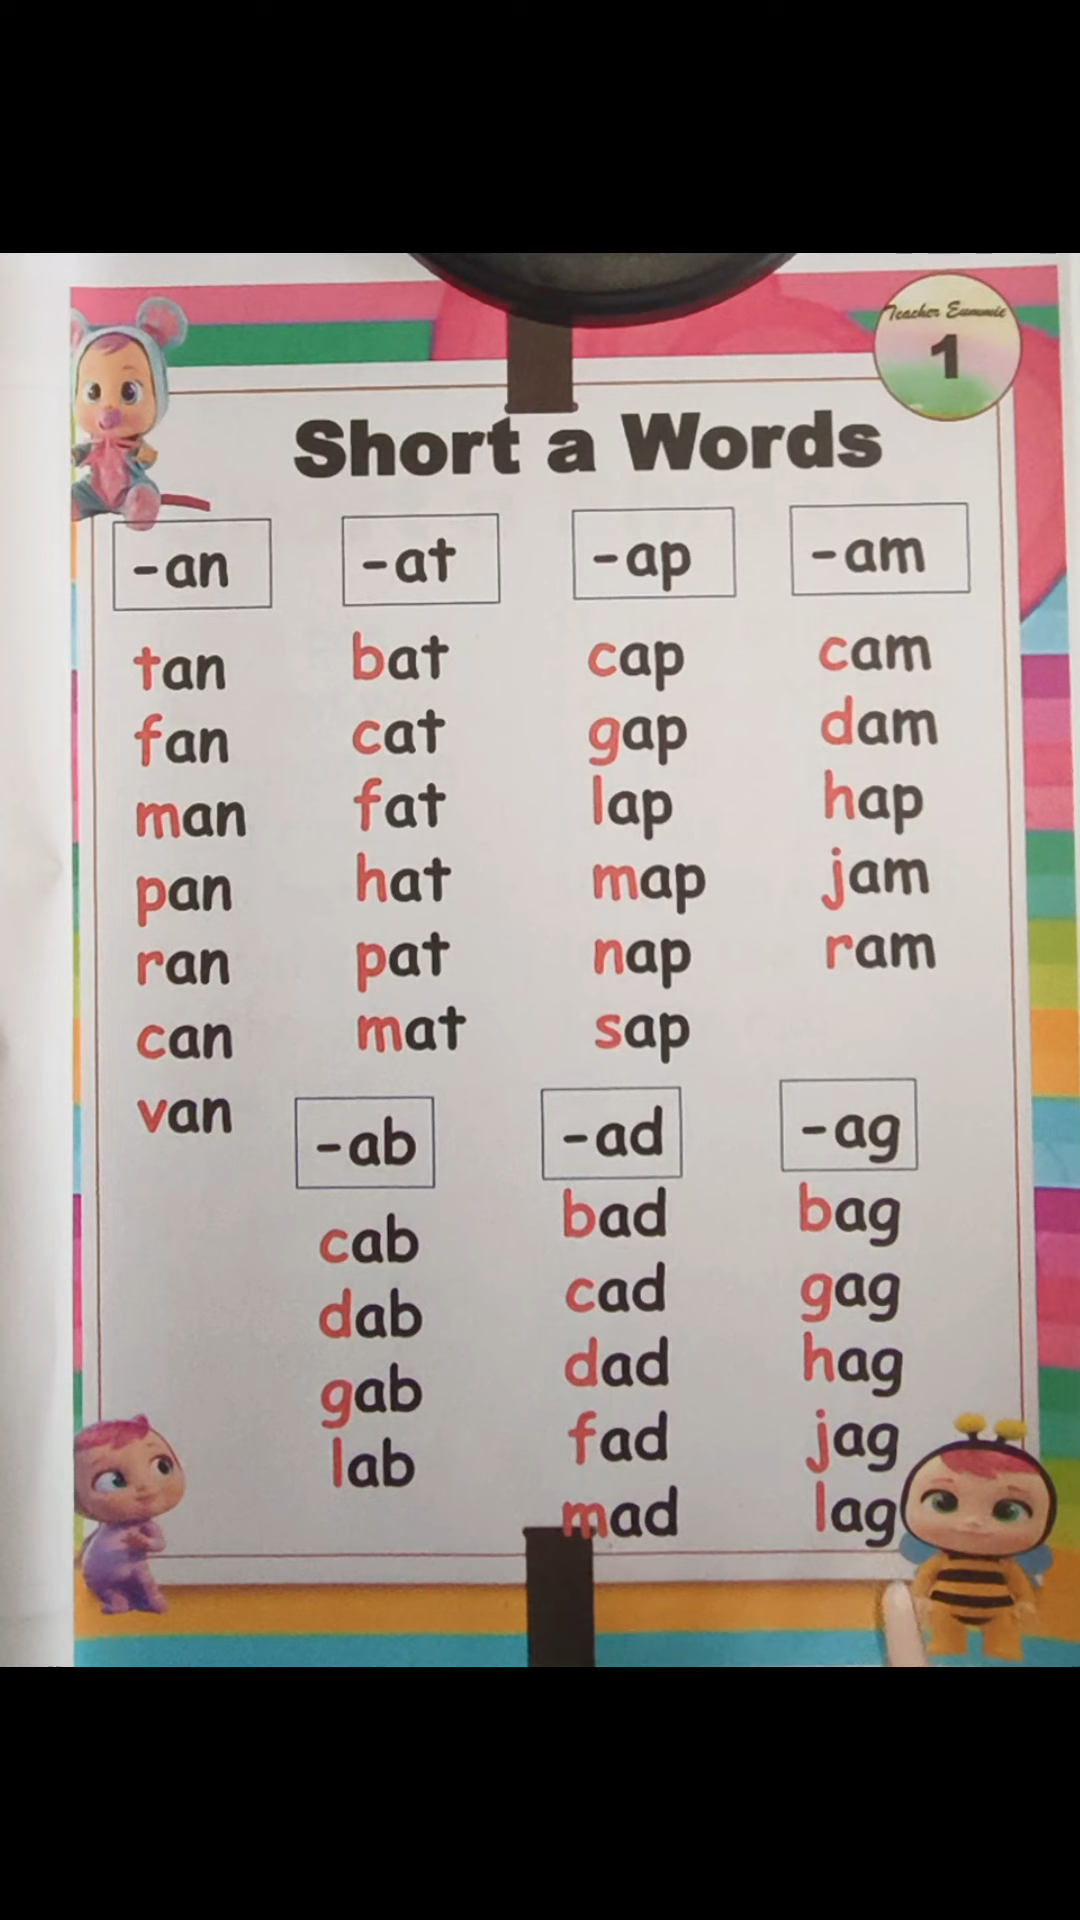 Teacher Eummie
1
Short a Words
-an
tan
fan
man
pan
ran
can
van
-at
bat
cat
fat
hat
pat
mat
-ap
cap
gap
lap
map
nap
sap
-am
cam
dam
hap
jam
ram
-ab
cab
dab
gab
lab
-ad
bad
cad
dad
fad
mad
-ag
bag
gag
hag
jag
lag